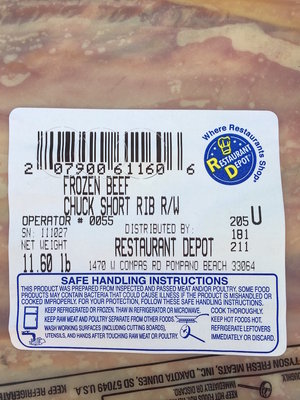 Where Restaurants Shop.
RESTAURANT DEPOT
2 07900 61160 6
FROZEN BEEF
CHUCK SHORT RIB R/W
OPERATOR # 0055
205 U
SN: 111027
DISTRIBUTED BY:
181
NET WEIGHT
RESTAURANT DEPOT
211
11.60 lb
1470 W COMPAS RD POMPANO BEACH 33064
SAFE HANDLING INSTRUCTIONS
THIS PRODUCT WAS PREPARED FROM INSPECTED AND PASSED MEAT AND/OR POULTRY. SOME FOOD
PRODUCTS MAY CONTAIN BACTERIA THAT COULD CAUSE ILLNESS IF THE PRODUCT IS MISHANDLED OR
COOKED IMPROPERLY. FOR YOUR PROTECTION, FOLLOW THESE SAFE HANDLING INSTRUCTIONS.
KEEP REFRIGERATED OR FROZEN. THAW IN REFRIGERATOR OR MICROWAVE.
COOK THOROUGHLY.
KEEP RAW MEAT AND POULTRY SEPARATE FROM OTHER FOODS.
KEEP HOT FOODS HOT.
WASH WORKING SURFACES (INCLUDING CUTTING BOARDS),
REFRIGERATE LEFTOVERS
UTENSILS, AND HANDS AFTER TOUCHING RAW MEAT OR POULTRY.
IMMEDIATELY OR DISCARD.
TYSON FRESH MEATS, INC. DAKOTA DUNES, SD 57049 U.S.A.
KEEP REFRIGERATED